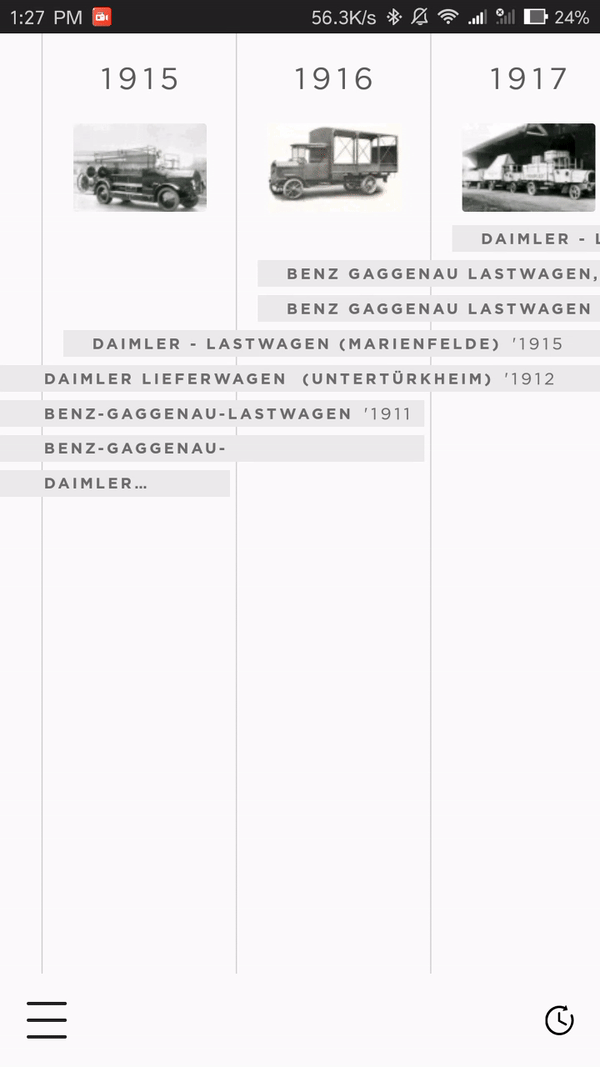 1:27 PM 56.3K/s 24%
1915 1916 1917
DAIMLER - L
BENZ GAGGENAU LASTWAGEN,
BENZ GAGGENAU LASTWAGEN
DAIMLER - LASTWAGEN (MARIENFELDE) '1915
DAIMLER LIEFERWAGEN (UNTERTÜRKHEIM) '1912
BENZ-GAGGENAU-LASTWAGEN '1911
BENZ-GAGGENAU-
DAIMLER...